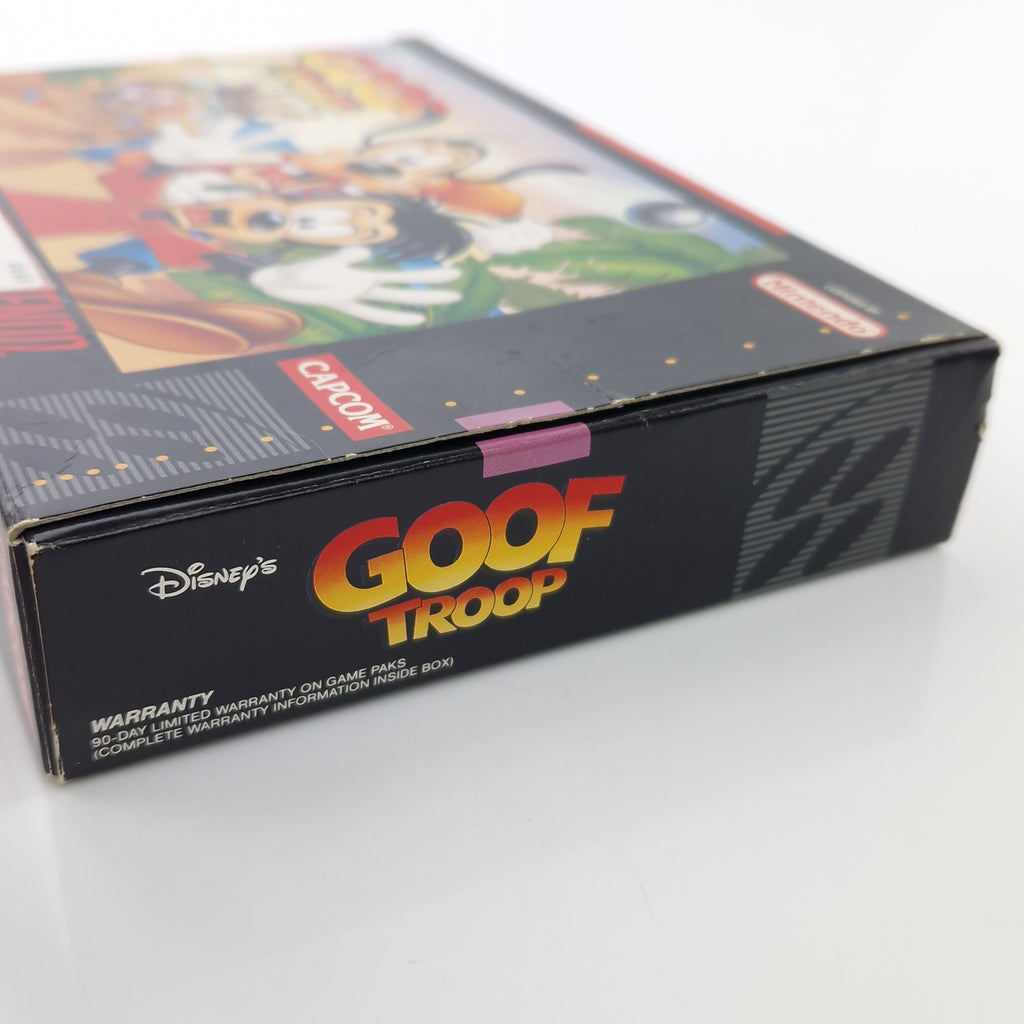 Nintendo
CAPCOM®
DISNEY'S
GOOF
TROOP
WARRANTY
90-DAY LIMITED WARRANTY ON GAME PAKS
(COMPLETE WARRANTY INFORMATION INSIDE BOX)